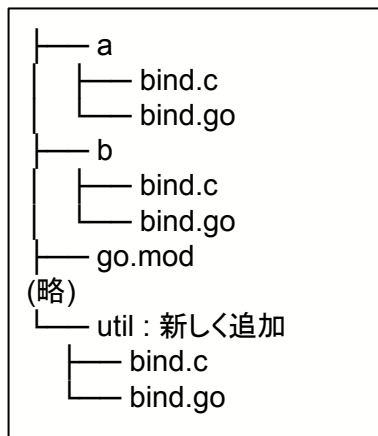 ├── a
│   ├── bind.c
│   └── bind.go
├── b
│   ├── bind.c
│   └── bind.go
├── go.mod
(略)
└── util : 新しく追加
    ├── bind.c
    └── bind.go